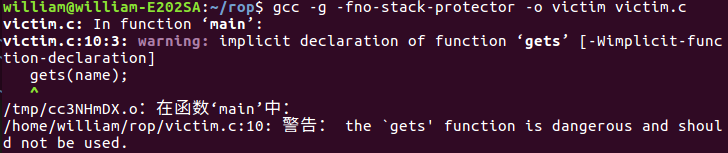 william@william-E202SA:~/rop$ gcc -g -fno-stack-protector -o victim victim.c
victim.c: In function ‘main’:
victim.c:10:3: warning: implicit declaration of function ‘gets’ [-Wimplicit-func
tion-declaration]
   gets(name);
   ^
/tmp/cc3NHmDX.o：在函数‘main’中：
/home/william/rop/victim.c:10: 警告： the `gets' function is dangerous and shoul
d not be used.